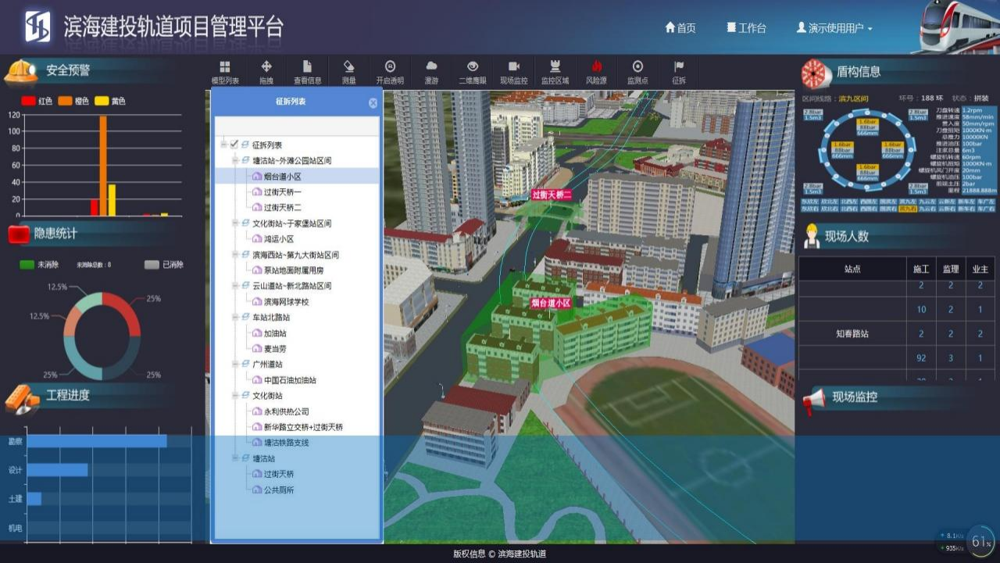 滨海建投轨道项目管理平台
首页
工作台
演示使用用户
安全预警
红色 橙色 黄色
120
100
80
60
40
20
0
隐患统计
未消除 未消除总数：8 已消除
12.5%
25%
12.5%
25%
25%
工程进度
勘察
设计
土建
机电
模型列表 拖拽 查看信息 测量 开启透明 漫游 二维鹰眼 现场监控 监控区域 风险源 监测点 征拆
征拆列表
征拆列表
塘沽站~外滩公园站区间
烟台道小区
过街天桥一
过街天桥二
文化街站~于家堡站区间
鸿运小区
滨海西站~第九大街站区间
泵站地面附属用房
云山道站~新北路站区间
滨海网球学校
车站北路站
加油站
麦当劳
广州道站
中国石油加油站
文化街站
永利供热公司
新华路立交桥+过街天桥
塘沽铁路支线
塘沽站
过街天桥
公共厕所
过街天桥二
烟台道小区
盾构信息
区间线路：滨九区间 环号：188 环 状态：拼装
2.8bar
1.5m3
2.8bar
1.5m3
1.6bar
88bar
666mm
1.6bar
88bar
666mm
1.6bar
88bar
666mm
1.6bar
88bar
666mm
2.8bar
1.5m3
2.8bar
1.5m3
刀盘转速 1.2rpm
推进速度 58mm/min
贯入度 50mm/rpm
刀盘扭矩 1000KN·m
总推力 10000KN
推进油压 100bar
注浆总量 6m3
螺旋机转速 60rpm
螺旋机扭矩 1000KN·m
螺旋机风门开度 20mm
螺旋机油压 100bar
前端土压 2bar
里程 21888.888m
现场人数
站点 施工 监理 业主
2 2 2
10 2 1
知春路站 2 2 2
92 3 1
现场监控
8.1K/s
935K/s
61%
版权信息 © 滨海建投轨道